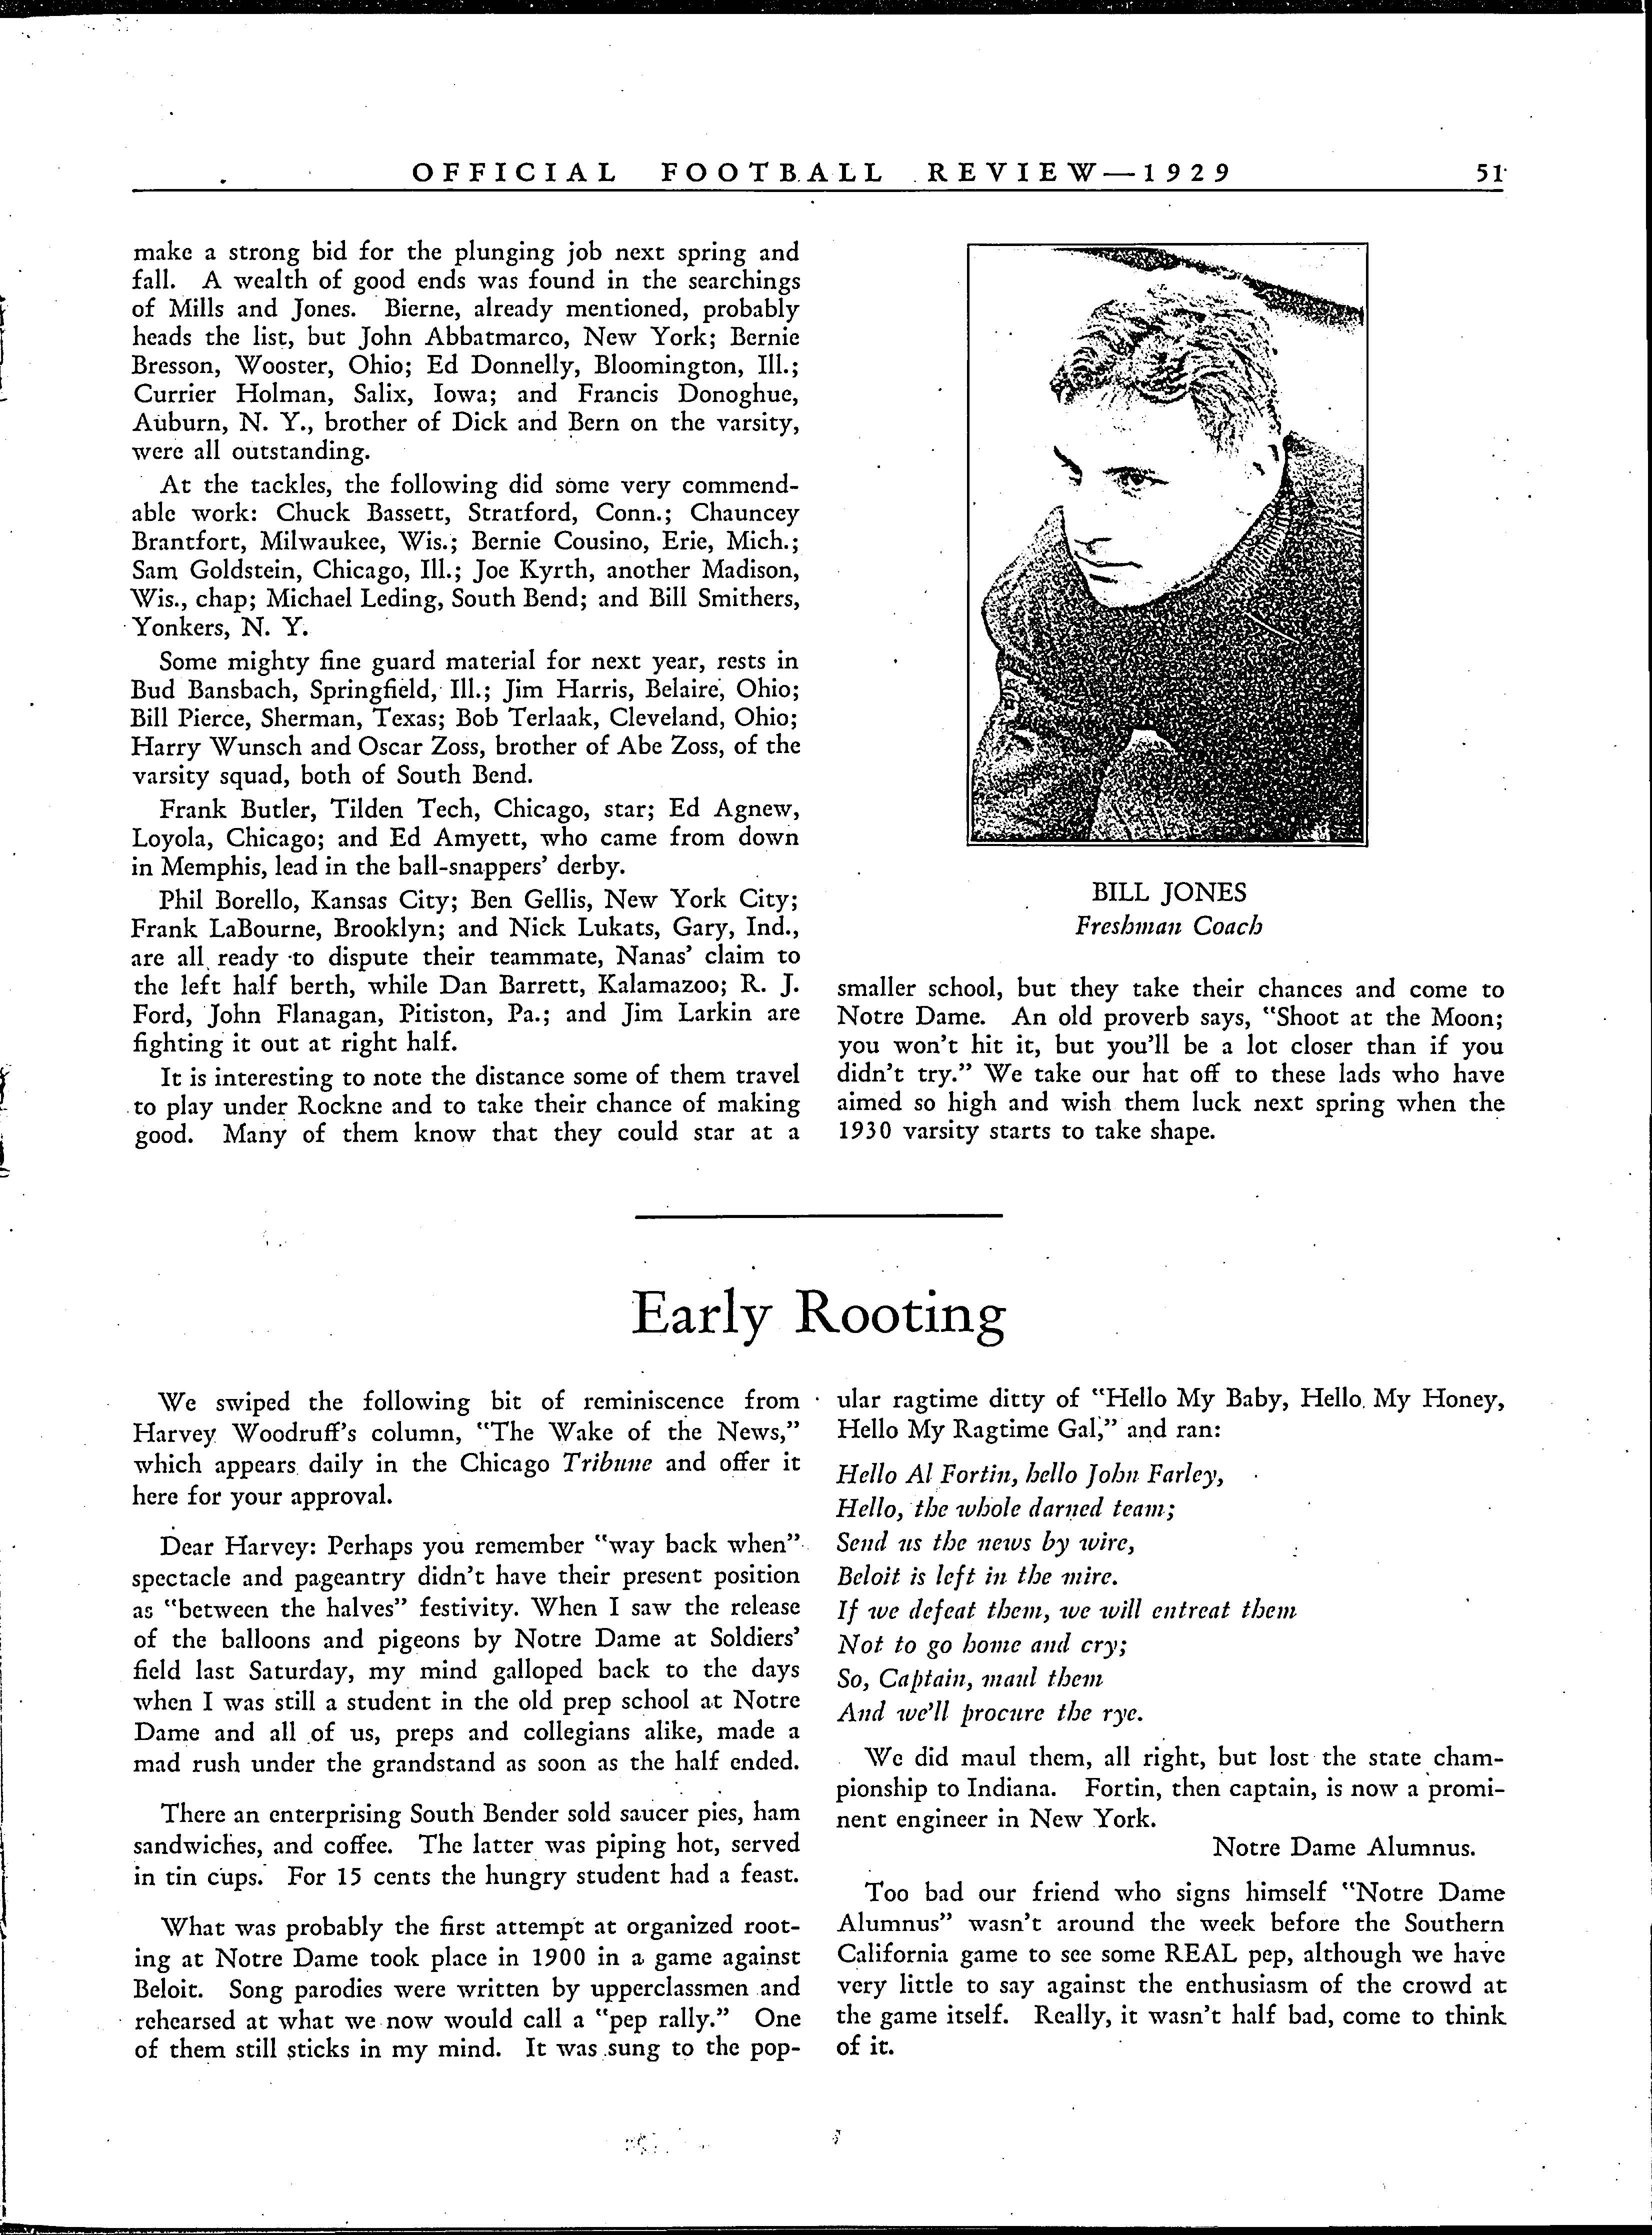 OFFICIAL FOOTBALL REVIEW—1929 51
make a strong bid for the plunging job next spring and
fall. A wealth of good ends was found in the searchings
of Mills and Jones. Bierne, already mentioned, probably
heads the list, but John Abbatmarco, New York; Bernie
Bresson, Wooster, Ohio; Ed Donnelly, Bloomington, Ill.;
Currier Holman, Salix, Iowa; and Francis Donoghue,
Auburn, N. Y., brother of Dick and Bern on the varsity,
were all outstanding.
At the tackles, the following did some very commend-
able work: Chuck Bassett, Stratford, Conn.; Chauncey
Brantfort, Milwaukee, Wis.; Bernie Cousino, Erie, Mich.;
Sam Goldstein, Chicago, Ill.; Joe Kyrth, another Madison,
Wis., chap; Michael Leding, South Bend; and Bill Smithers,
Yonkers, N. Y.
Some mighty fine guard material for next year, rests in
Bud Bansbach, Springfield, Ill.; Jim Harris, Belaire, Ohio;
Bill Pierce, Sherman, Texas; Bob Terlaak, Cleveland, Ohio;
Harry Wunsch and Oscar Zoss, brother of Abe Zoss, of the
varsity squad, both of South Bend.
Frank Butler, Tilden Tech, Chicago, star; Ed Agnew,
Loyola, Chicago; and Ed Amyett, who came from down
in Memphis, lead in the ball-snappers' derby.
Phil Borello, Kansas City; Ben Gellis, New York City;
Frank LaBourne, Brooklyn; and Nick Lukats, Gary, Ind.,
are all ready to dispute their teammate, Nanas' claim to
the left half berth, while Dan Barrett, Kalamazoo; R. J.
Ford, John Flanagan, Pitiston, Pa.; and Jim Larkin are
fighting it out at right half.
It is interesting to note the distance some of them travel
to play under Rockne and to take their chance of making
good. Many of them know that they could star at a
BILL JONES
Freshman Coach
smaller school, but they take their chances and come to
Notre Dame. An old proverb says, "Shoot at the Moon;
you won't hit it, but you'll be a lot closer than if you
didn't try." We take our hat off to these lads who have
aimed so high and wish them luck next spring when the
1930 varsity starts to take shape.
Early Rooting
We swiped the following bit of reminiscence from
Harvey Woodruff's column, "The Wake of the News,"
which appears daily in the Chicago Tribune and offer it
here for your approval.
Dear Harvey: Perhaps you remember "way back when"
spectacle and pageantry didn't have their present position
as "between the halves" festivity. When I saw the release
of the balloons and pigeons by Notre Dame at Soldiers'
field last Saturday, my mind galloped back to the days
when I was still a student in the old prep school at Notre
Dame and all of us, preps and collegians alike, made a
mad rush under the grandstand as soon as the half ended.
There an enterprising South Bender sold saucer pies, ham
sandwiches, and coffee. The latter was piping hot, served
in tin cups. For 15 cents the hungry student had a feast.
What was probably the first attempt at organized root-
ing at Notre Dame took place in 1900 in a game against
Beloit. Song parodies were written by upperclassmen and
rehearsed at what we now would call a "pep rally." One
of them still sticks in my mind. It was sung to the pop-
ular ragtime ditty of "Hello My Baby, Hello My Honey,
Hello My Ragtime Gal," and ran:
Hello Al Fortin, hello John Farley,
Hello, the whole darned team;
Send us the news by wire,
Beloit is left in the mire.
If we defeat them, we will entreat them
Not to go home and cry;
So, Captain, maul them
And we'll procure the rye.
We did maul them, all right, but lost the state cham-
pionship to Indiana. Fortin, then captain, is now a promi-
nent engineer in New York.
Notre Dame Alumnus.
Too bad our friend who signs himself "Notre Dame
Alumnus" wasn't around the week before the Southern
California game to see some REAL pep, although we have
very little to say against the enthusiasm of the crowd at
the game itself. Really, it wasn't half bad, come to think
of it.